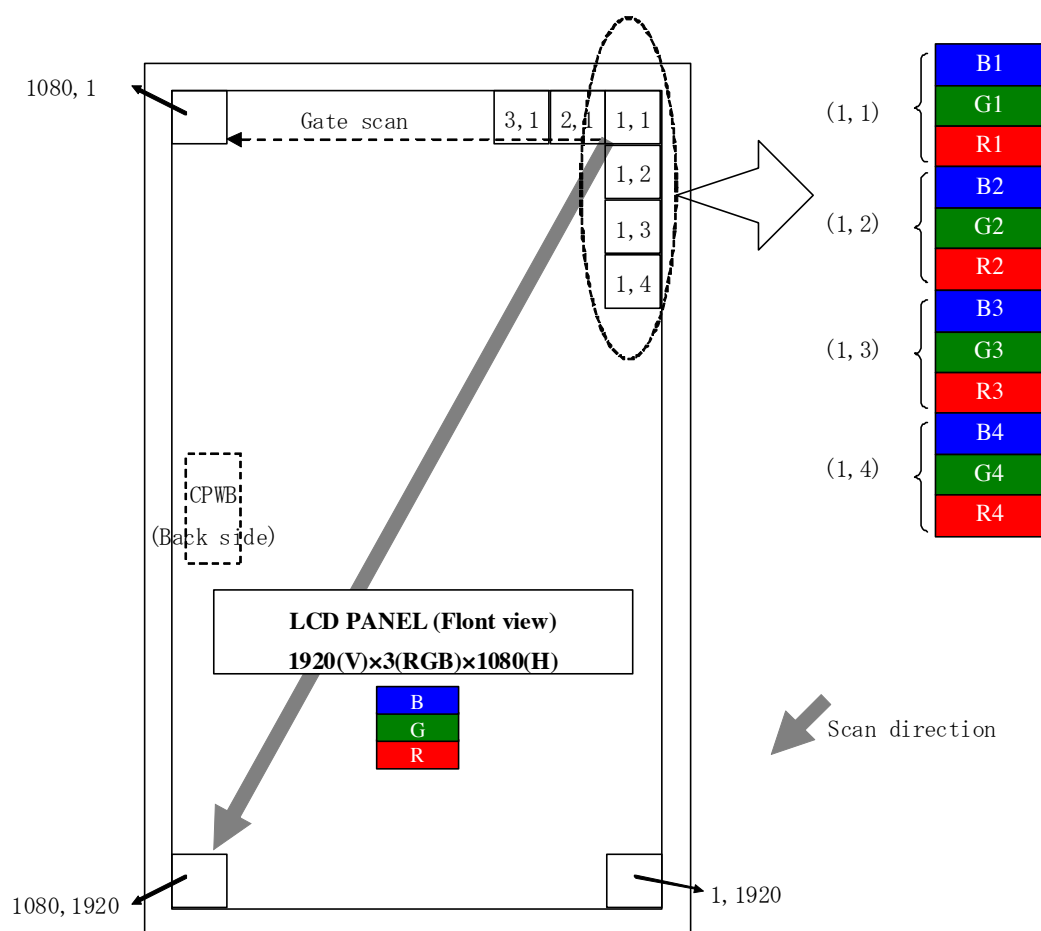 1080,1
Gate scan
3,1
2,1
1,1
1,2
1,3
1,4
(1,1)
B1
G1
R1
(1,2)
B2
G2
R2
(1,3)
B3
G3
R3
(1,4)
B4
G4
R4
CPWB
(Back side)
LCD PANEL (Flont view)
1920(V)×3(RGB)×1080(H)
B
G
R
Scan direction
1080,1920
1,1920